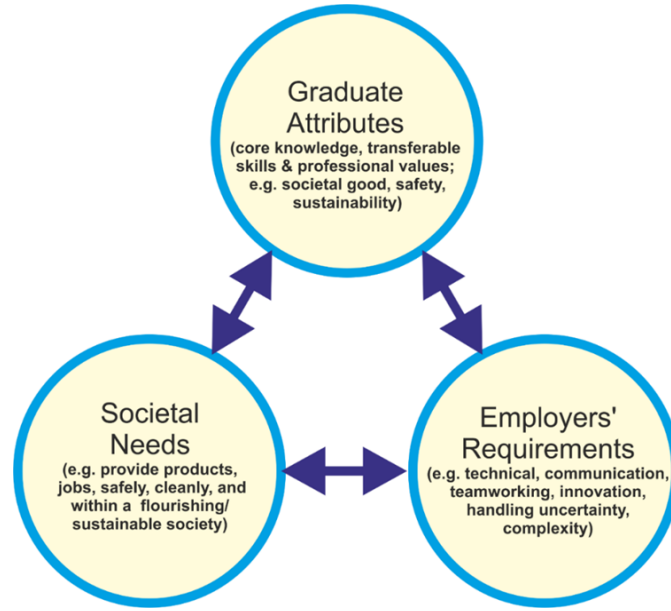 Graduate
Attributes
(core knowledge, transferable
skills & professional values;
e.g. societal good, safety,
sustainability)
Societal
Needs
(e.g. provide products,
jobs, safely, cleanly, and
within a flourishing/
sustainable society)
Employers'
Requirements
(e.g. technical, communication,
teamworking, innovation,
handling uncertainty,
complexity)